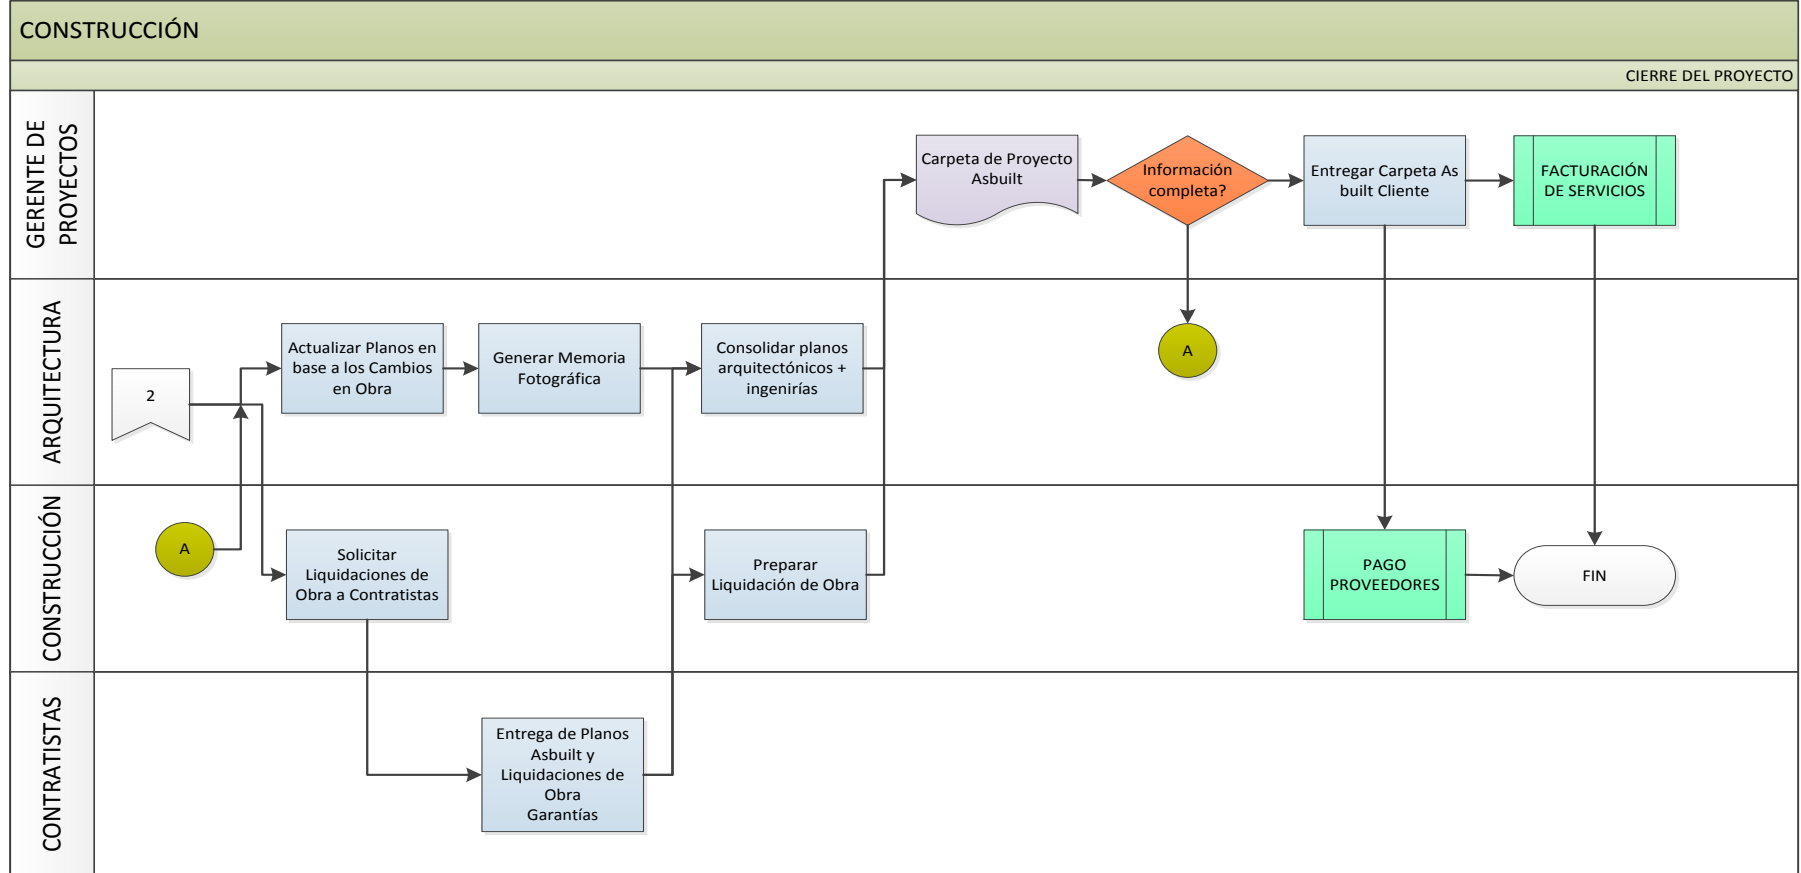 CONSTRUCCIÓN
CIERRE DEL PROYECTO
GERENTE DE
PROYECTOS
Carpeta de Proyecto
Asbuilt
Información
completa?
Entregar Carpeta As
built Cliente
FACTURACIÓN
DE SERVICIOS
ARQUITECTURA
2
Actualizar Planos en
base a los Cambios
en Obra
Generar Memoria
Fotográfica
Consolidar planos
arquitectónicos +
ingenirías
A
CONSTRUCCIÓN
A
Solicitar
Liquidaciones de
Obra a Contratistas
Preparar
Liquidación de Obra
PAGO
PROVEEDORES
FIN
CONTRATISTAS
Entrega de Planos
Asbuilt y
Liquidaciones de
Obra
Garantías